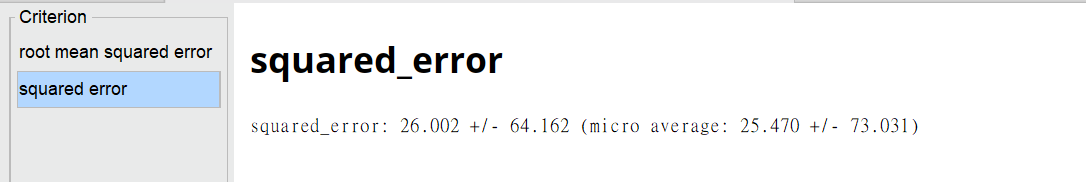 Criterion
root mean squared error
squared error
squared_error
squared_error: 26.002 +/- 64.162 (micro average: 25.470 +/- 73.031)